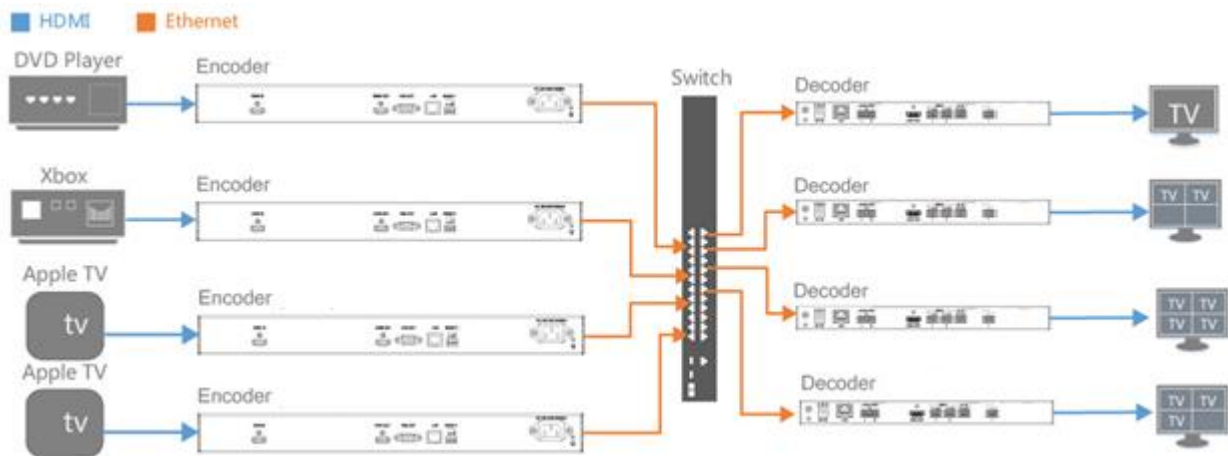 HDMI Ethernet
DVD Player
Encoder
Switch
Decoder
TV
Xbox
Encoder
Decoder
TV TV
Apple TV
tv
Encoder
Decoder
TV TV
TV TV
Apple TV
tv
Encoder
Decoder
TV TV
TV